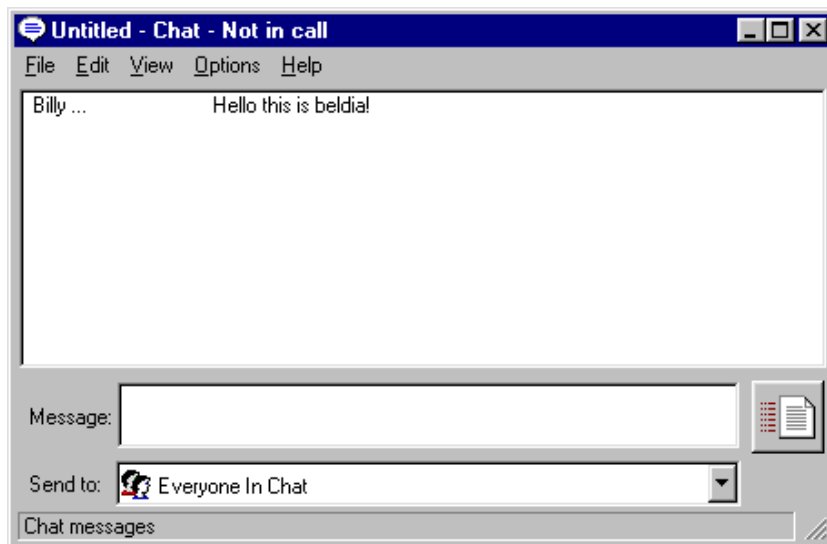 Untitled - Chat - Not in call
File Edit View Options Help
Billy ... Hello this is beldia!
Message:
Send to: Everyone In Chat
Chat messages